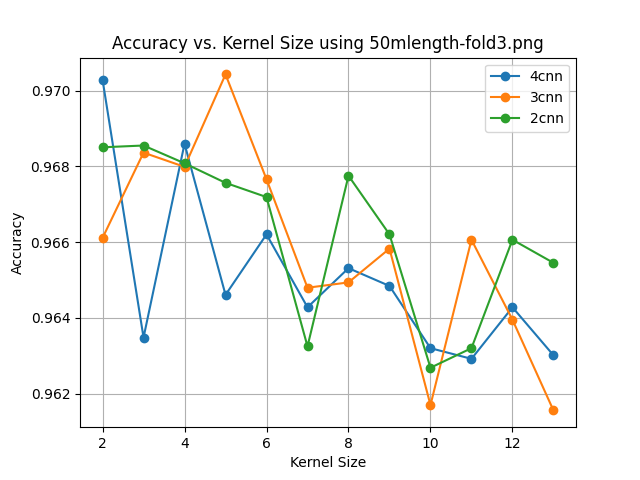 Accuracy vs. Kernel Size using 50mlength-fold3.png
4cnn
3cnn
2cnn
0.970
0.968
0.966
0.964
0.962
Accuracy
2 4 6 8 10 12
Kernel Size